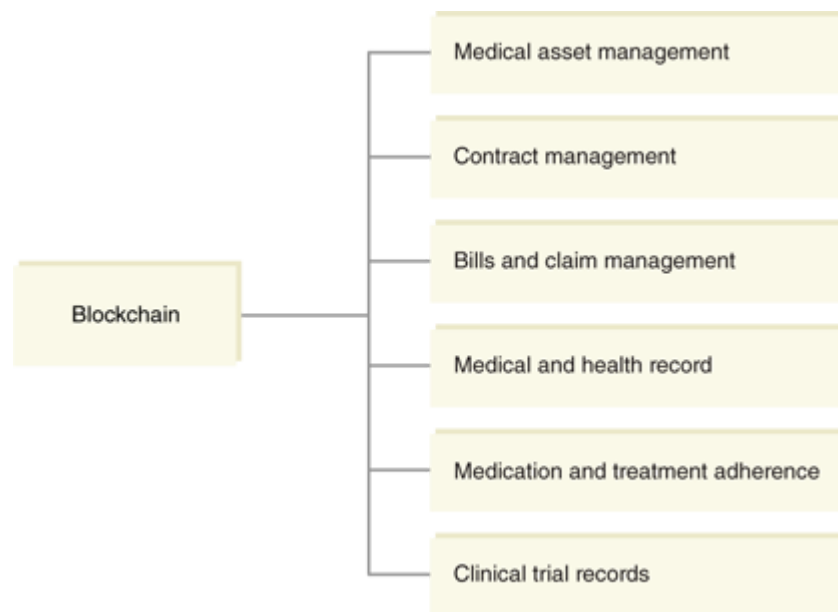 Medical asset management
Contract management
Bills and claim management
Blockchain
Medical and health record
Medication and treatment adherence
Clinical trial records